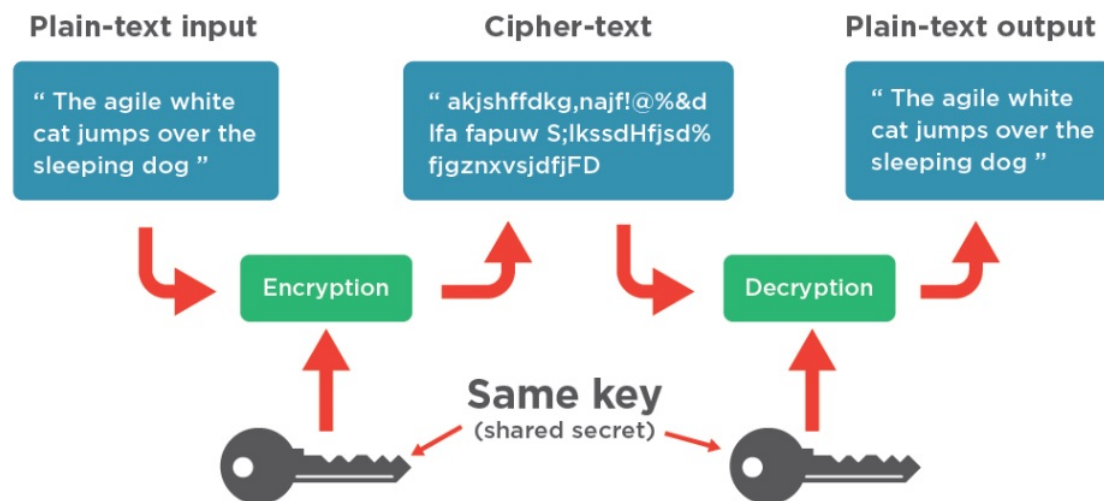 Plain-text input
Cipher-text
Plain-text output
“ The agile white
cat jumps over the
sleeping dog ”
“ akjshffdkg,najf!@%&d
lfa fapuw S;lkssdHfjsd%
fjgznxvsjdfjFD
“ The agile white
cat jumps over the
sleeping dog ”
Encryption
Decryption
Same key
(shared secret)